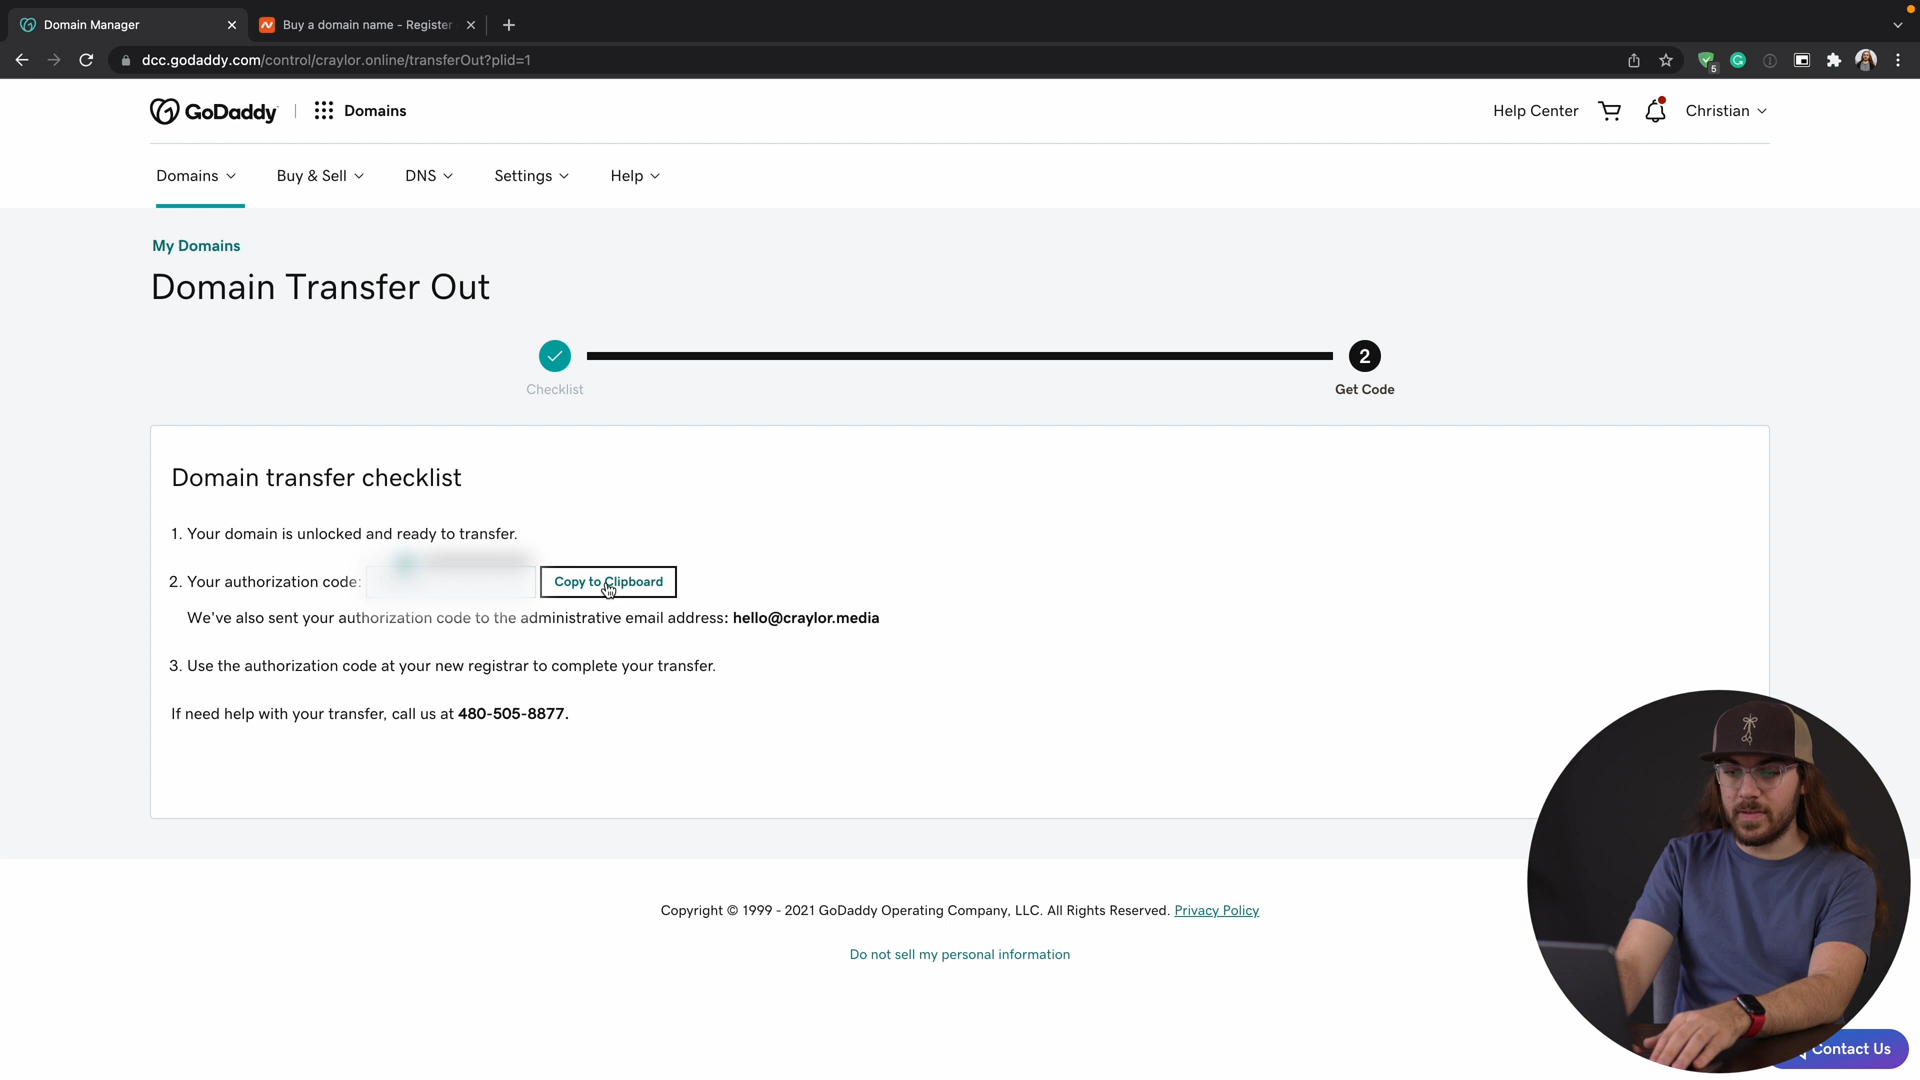 Domain Manager
Buy a domain name - Register
dcc.godaddy.com/control/craylor.online/transferOut?plid=1
5
GoDaddy
Domains
Help Center
Christian
Domains
Buy & Sell
DNS
Settings
Help
My Domains
Domain Transfer Out
2
Checklist
Get Code
Domain transfer checklist
1. Your domain is unlocked and ready to transfer.
2. Your authorization code:
Copy to Clipboard
We've also sent your authorization code to the administrative email address: hello@craylor.media
3. Use the authorization code at your new registrar to complete your transfer.
If need help with your transfer, call us at 480-505-8877.
Copyright © 1999 - 2021 GoDaddy Operating Company, LLC. All Rights Reserved. Privacy Policy
Do not sell my personal information
Contact Us